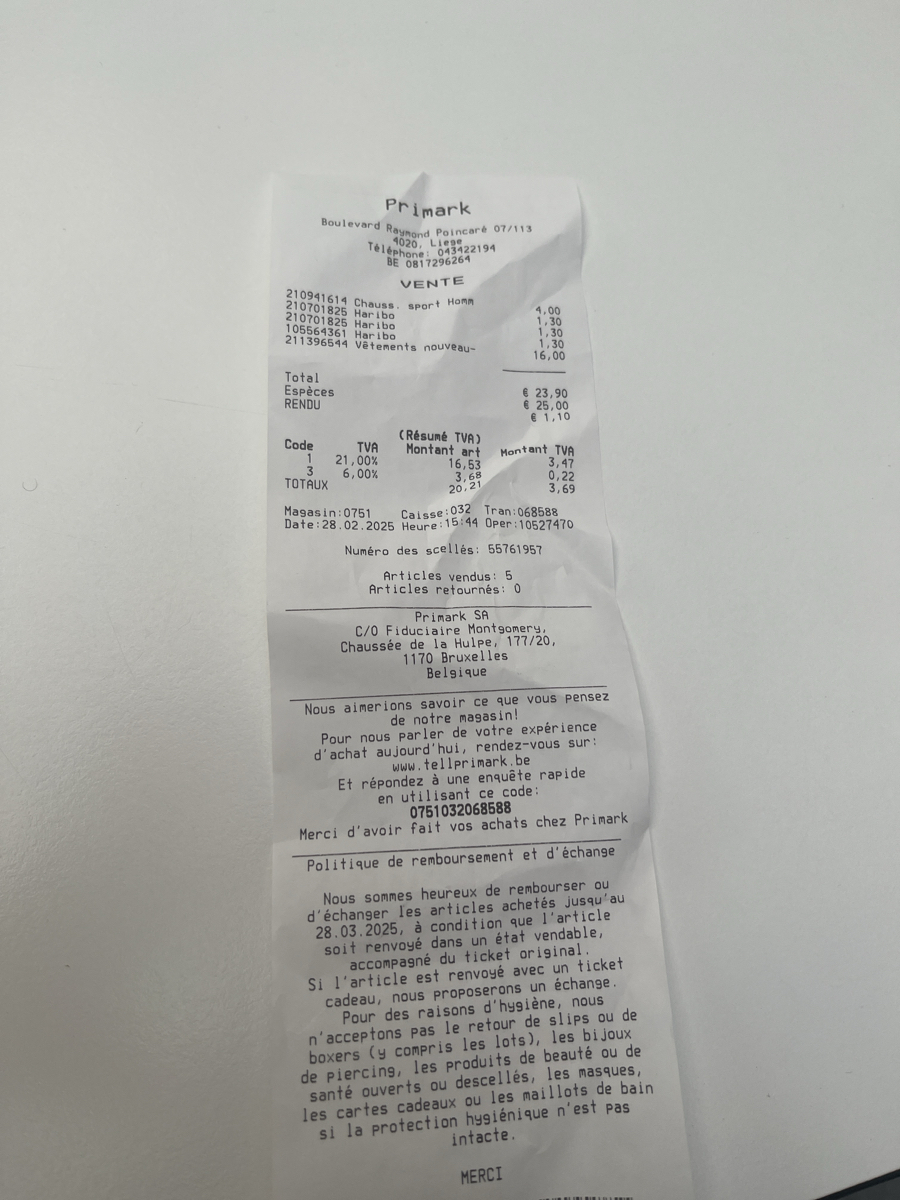 Primark
Boulevard Raymond Poincaré 07/113
4020, Liege
Téléphone: 043422194
BE 0817296264
VENTE
210941614 Chauss. sport Homm 4,00
210701825 Haribo 1,30
210701825 Haribo 1,30
105564361 Haribo 1,30
211396544 Vêtements nouveau- 16,00
Total € 23,90
Espèces € 25,00
RENDU € 1,10
(Résumé TVA)
Code TVA Montant art Montant TVA
1 21,00% 16,53 3,47
3 6,00% 3,68 0,22
TOTAUX 20,21 3,69
Magasin:0751 Caisse:032 Tran:068588
Date:28.02.2025 Heure:15:44 Oper:10527470
Numéro des scellés: 55761957
Articles vendus: 5
Articles retournés: 0
Primark SA
C/O Fiduciaire Montgomery,
Chaussée de la Hulpe, 177/20,
1170 Bruxelles
Belgique
Nous aimerions savoir ce que vous pensez
de notre magasin!
Pour nous parler de votre expérience
d'achat aujourd'hui, rendez-vous sur:
www.tellprimark.be
Et répondez à une enquête rapide
en utilisant ce code:
0751032068588
Merci d'avoir fait vos achats chez Primark
Politique de remboursement et d'échange
Nous sommes heureux de rembourser ou
d'échanger les articles achetés jusqu'au
28.03.2025, à condition que l'article
soit renvoyé dans un état vendable,
accompagné du ticket original.
Si l'article est renvoyé avec un ticket
cadeau, nous proposerons un échange.
Pour des raisons d'hygiène, nous
n'acceptons pas le retour de slips ou de
boxers (y compris les lots), les bijoux
de piercing, les produits de beauté ou de
santé ouverts ou descellés, les masques,
les cartes cadeaux ou les maillots de bain
si la protection hygiénique n'est pas
intacte.
MERCI